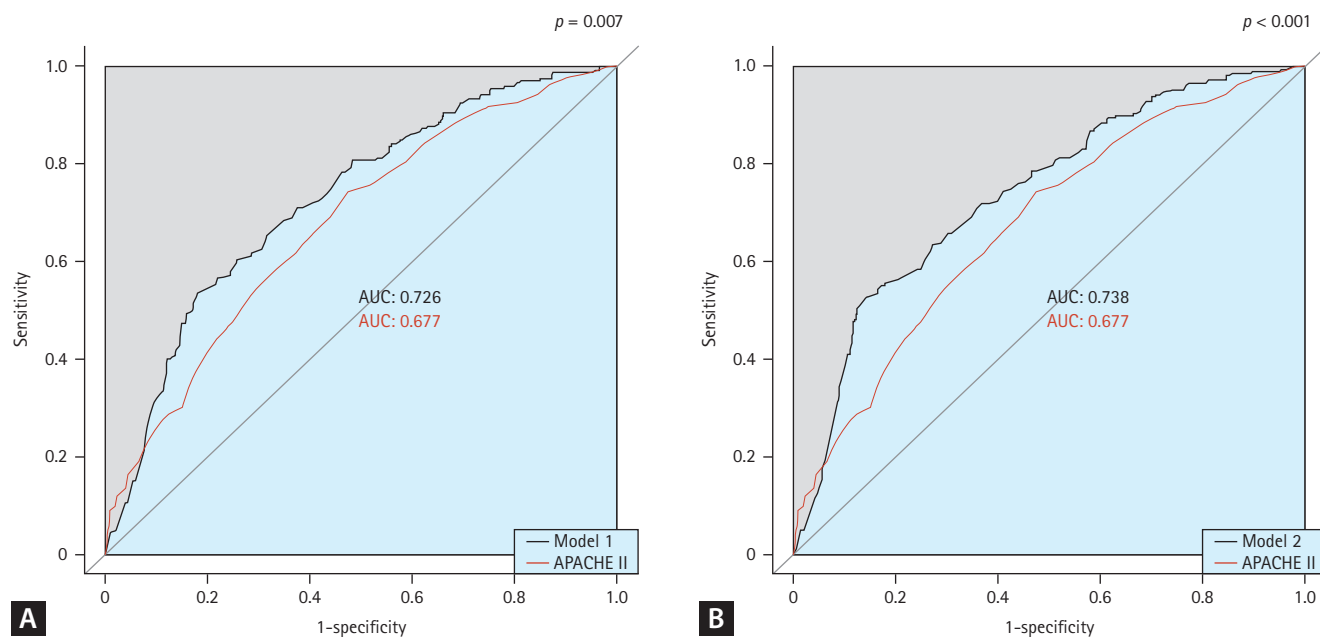 p = 0.007
1.0
0.8
0.6
0.4
0.2
0
Sensitivity
AUC: 0.726
AUC: 0.677
Model 1
APACHE II
0 0.2 0.4 0.6 0.8 1.0
1-specificity
A
p < 0.001
1.0
0.8
0.6
0.4
0.2
0
Sensitivity
AUC: 0.738
AUC: 0.677
Model 2
APACHE II
0 0.2 0.4 0.6 0.8 1.0
1-specificity
B